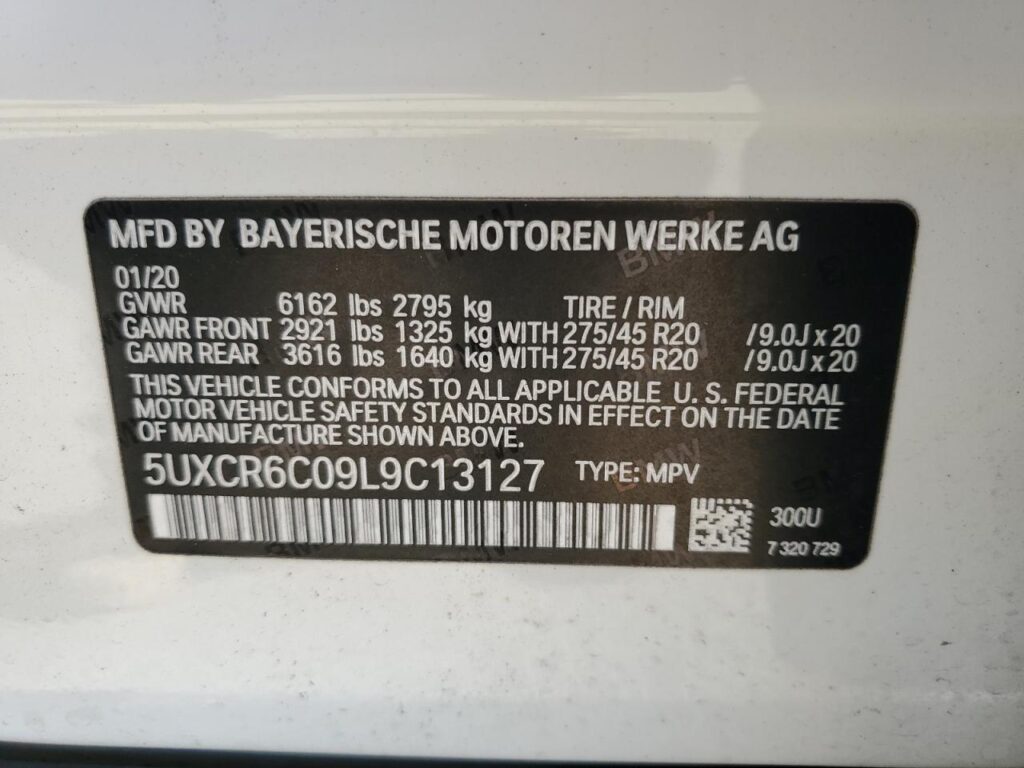 MFD BY BAYERISCHE MOTOREN WERKE AG
01/20
GVWR 6162 lbs 2795 kg TIRE / RIM
GAWR FRONT 2921 lbs 1325 kg WITH 275/45 R20 /9.0J x 20
GAWR REAR 3616 lbs 1640 kg WITH 275/45 R20 /9.0J x 20
THIS VEHICLE CONFORMS TO ALL APPLICABLE U. S. FEDERAL
MOTOR VEHICLE SAFETY STANDARDS IN EFFECT ON THE DATE
OF MANUFACTURE SHOWN ABOVE.
5UXCR6C09L9C13127 TYPE: MPV
300U
7 320 729